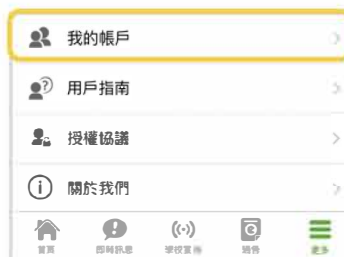 我的帳戶
用戶指南
授權協議
關於我們
首頁 即時訊息 學校宣佈 通告 更多